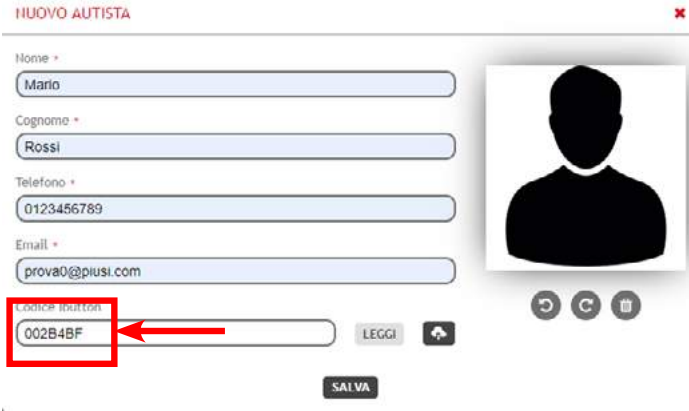 NUOVO AUTISTA
Nome *
Mario
Cognome *
Rossi
Telefono *
0123456789
Email *
prova0@piusi.com
Codice ibutton
002B4BF
LEGGI
SALVA